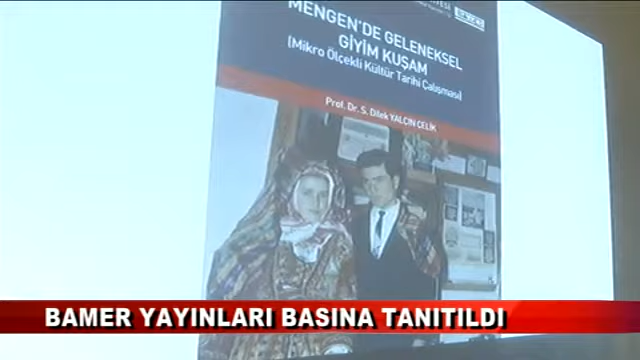 MENGEN'DE GELENEKSEL
GİYİM KUŞAM
(Mikro Ölçekli Kültür Tarihi Çalışması)
Prof. Dr. S. Dilek YALÇIN ÇELİK
BAMER YAYINLARI BASINA TANITILDI